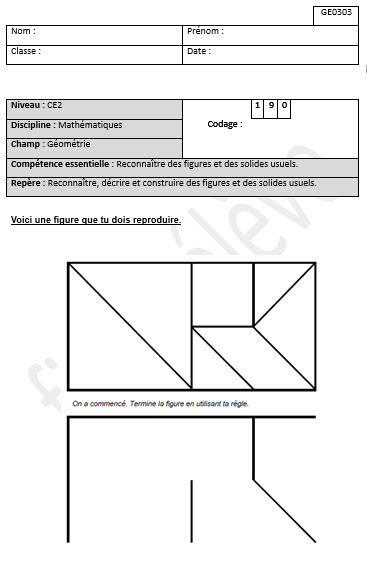 GE0303
Nom :
Prénom :
Classe :
Date :
Niveau : CE2
1 9 0
Discipline : Mathématiques
Codage :
Champ : Géométrie
Compétence essentielle : Reconnaître des figures et des solides usuels.
Repère : Reconnaître, décrire et construire des figures et des solides usuels.
Voici une figure que tu dois reproduire.
On a commencé. Termine la figure en utilisant ta règle.